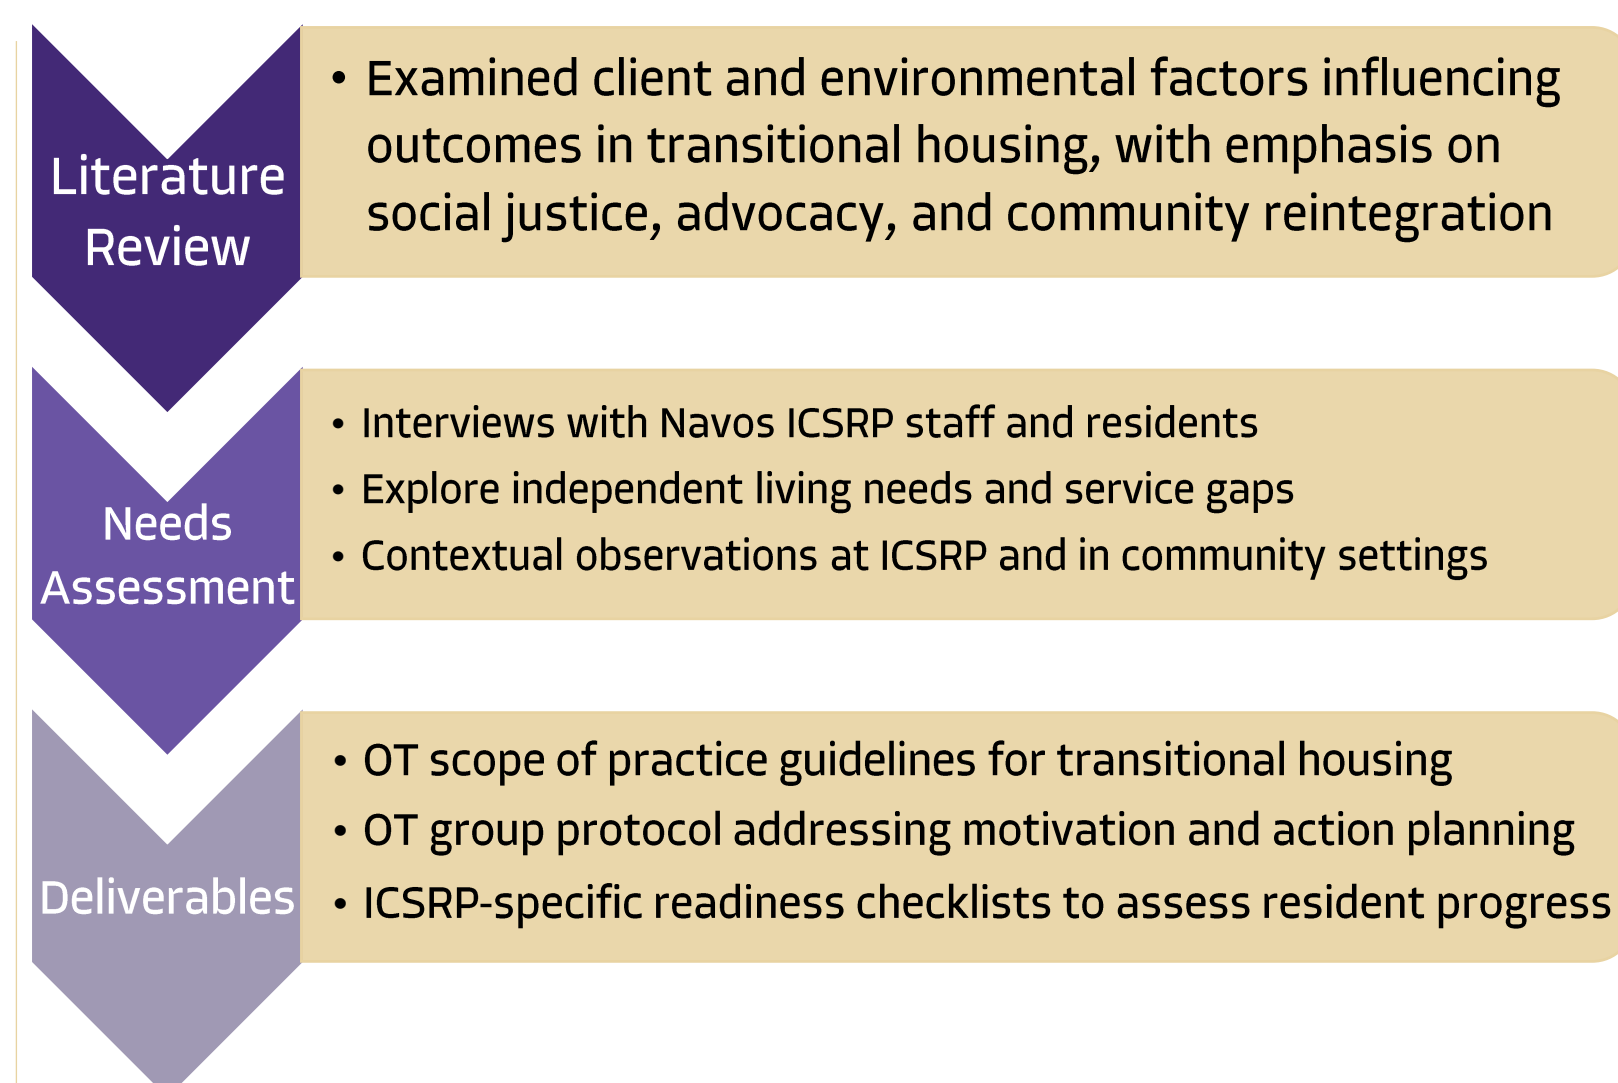 Literature
Review
• Examined client and environmental factors influencing
outcomes in transitional housing, with emphasis on
social justice, advocacy, and community reintegration
Needs
Assessment
• Interviews with Navos ICSRP staff and residents
• Explore independent living needs and service gaps
• Contextual observations at ICSRP and in community settings
Deliverables
• OT scope of practice guidelines for transitional housing
• OT group protocol addressing motivation and action planning
• ICSRP-specific readiness checklists to assess resident progress